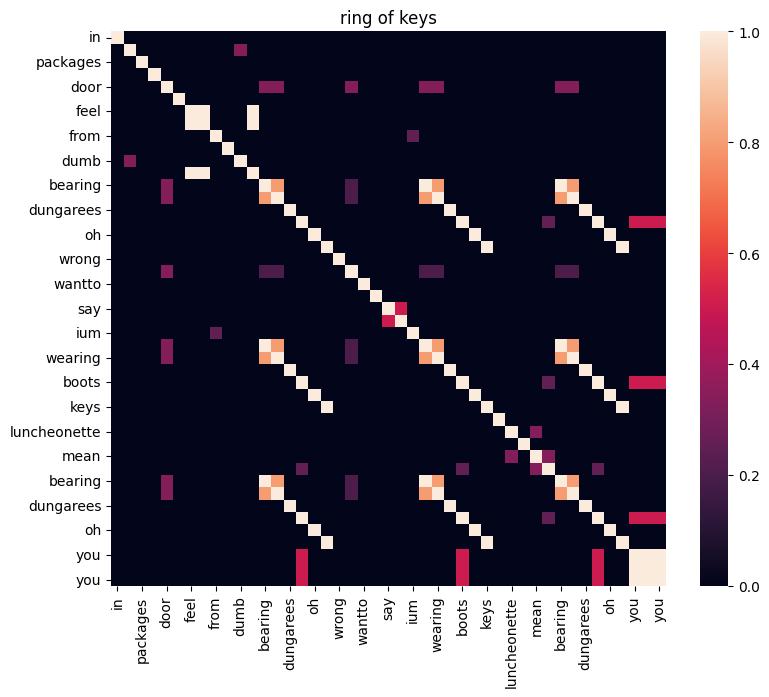 ring of keys
in
packages
door
feel
from
dumb
bearing
dungarees
oh
wrong
wantto
say
ium
wearing
boots
keys
luncheonette
mean
bearing
dungarees
oh
you
you
1.0
0.8
0.6
0.4
0.2
0.0
in
packages
door
feel
from
dumb
bearing
dungarees
oh
wrong
wantto
say
ium
wearing
boots
keys
luncheonette
mean
bearing
dungarees
oh
you
you